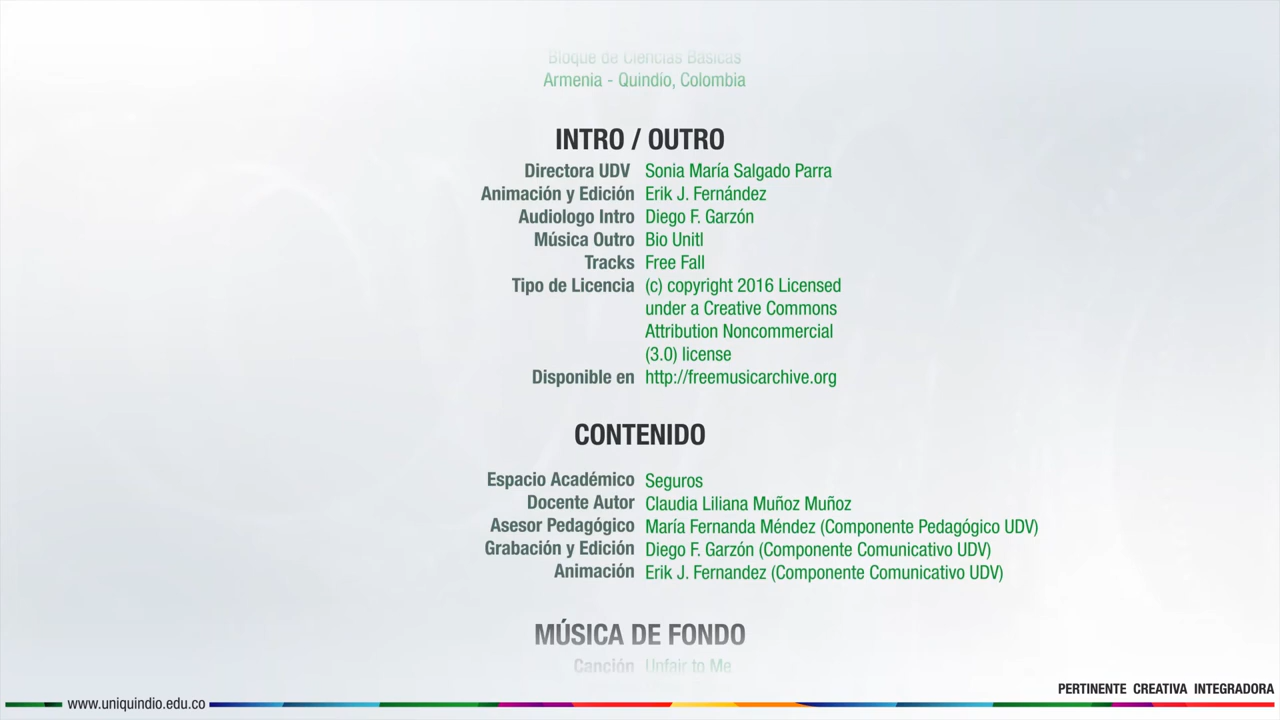 Bloque de Ciencias Básicas
Armenia - Quindio, Colombia
INTRO / OUTRO
Directora UDV Sonia María Salgado Parra
Animación y Edición Erik J. Fernández
Audiologo Intro Diego F. Garzón
Música Outro Bio Unitl
Tracks Free Fall
Tipo de Licencia (c) copyright 2016 Licensed
under a Creative Commons
Attribution Noncommercial
(3.0) license
Disponible en http://freemusicarchive.org
CONTENIDO
Espacio Académico Seguros
Docente Autor Claudia Liliana Muñoz Muñoz
Asesor Pedagógico María Fernanda Méndez (Componente Pedagógico UDV)
Grabación y Edición Diego F. Garzón (Componente Comunicativo UDV)
Animación Erik J. Fernandez (Componente Comunicativo UDV)
MÚSICA DE FONDO
Canción Unfair to Me
PERTINENTE CREATIVA INTEGRADORA
www.uniquindio.edu.co